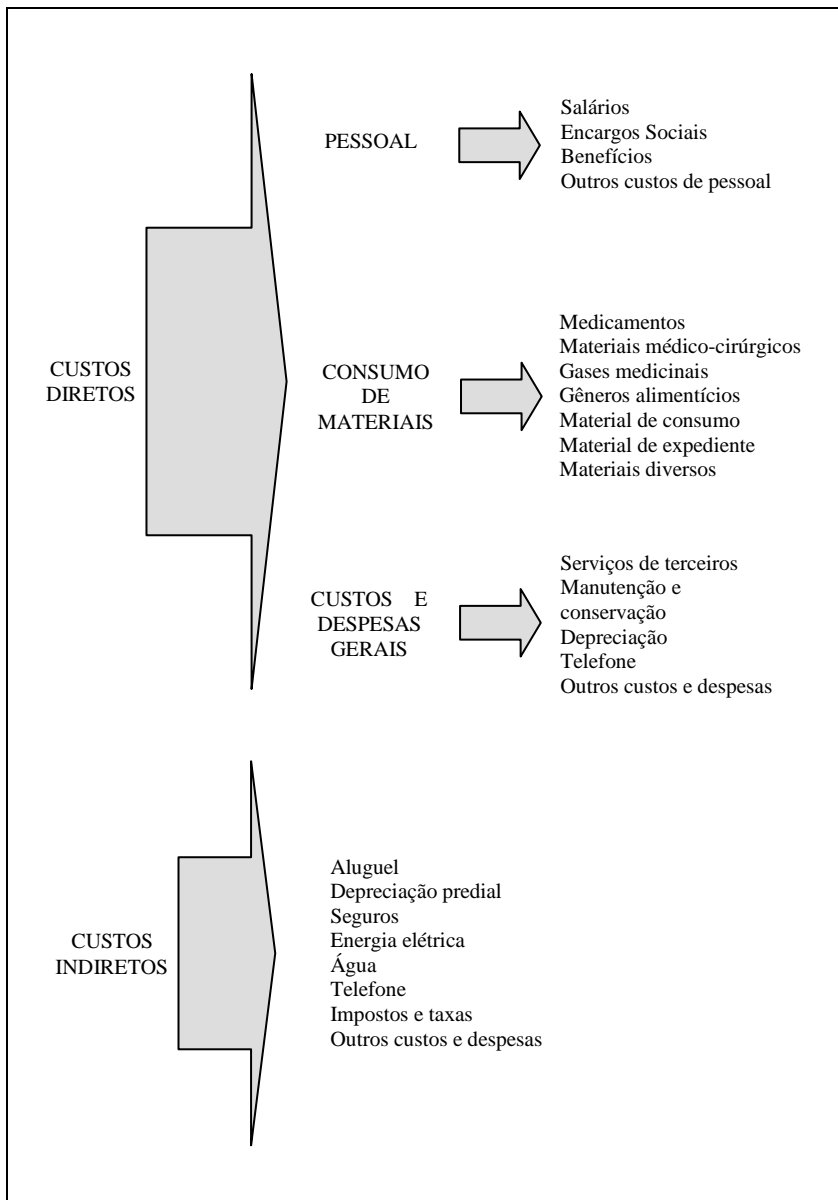 CUSTOS
DIRETOS
PESSOAL
Salários
Encargos Sociais
Benefícios
Outros custos de pessoal
CONSUMO
DE
MATERIAIS
Medicamentos
Materiais médico-cirúrgicos
Gases medicinais
Gêneros alimentícios
Material de consumo
Material de expediente
Materiais diversos
CUSTOS E
DESPESAS
GERAIS
Serviços de terceiros
Manutenção e
conservação
Depreciação
Telefone
Outros custos e despesas
CUSTOS
INDIRETOS
Aluguel
Depreciação predial
Seguros
Energia elétrica
Água
Telefone
Impostos e taxas
Outros custos e despesas